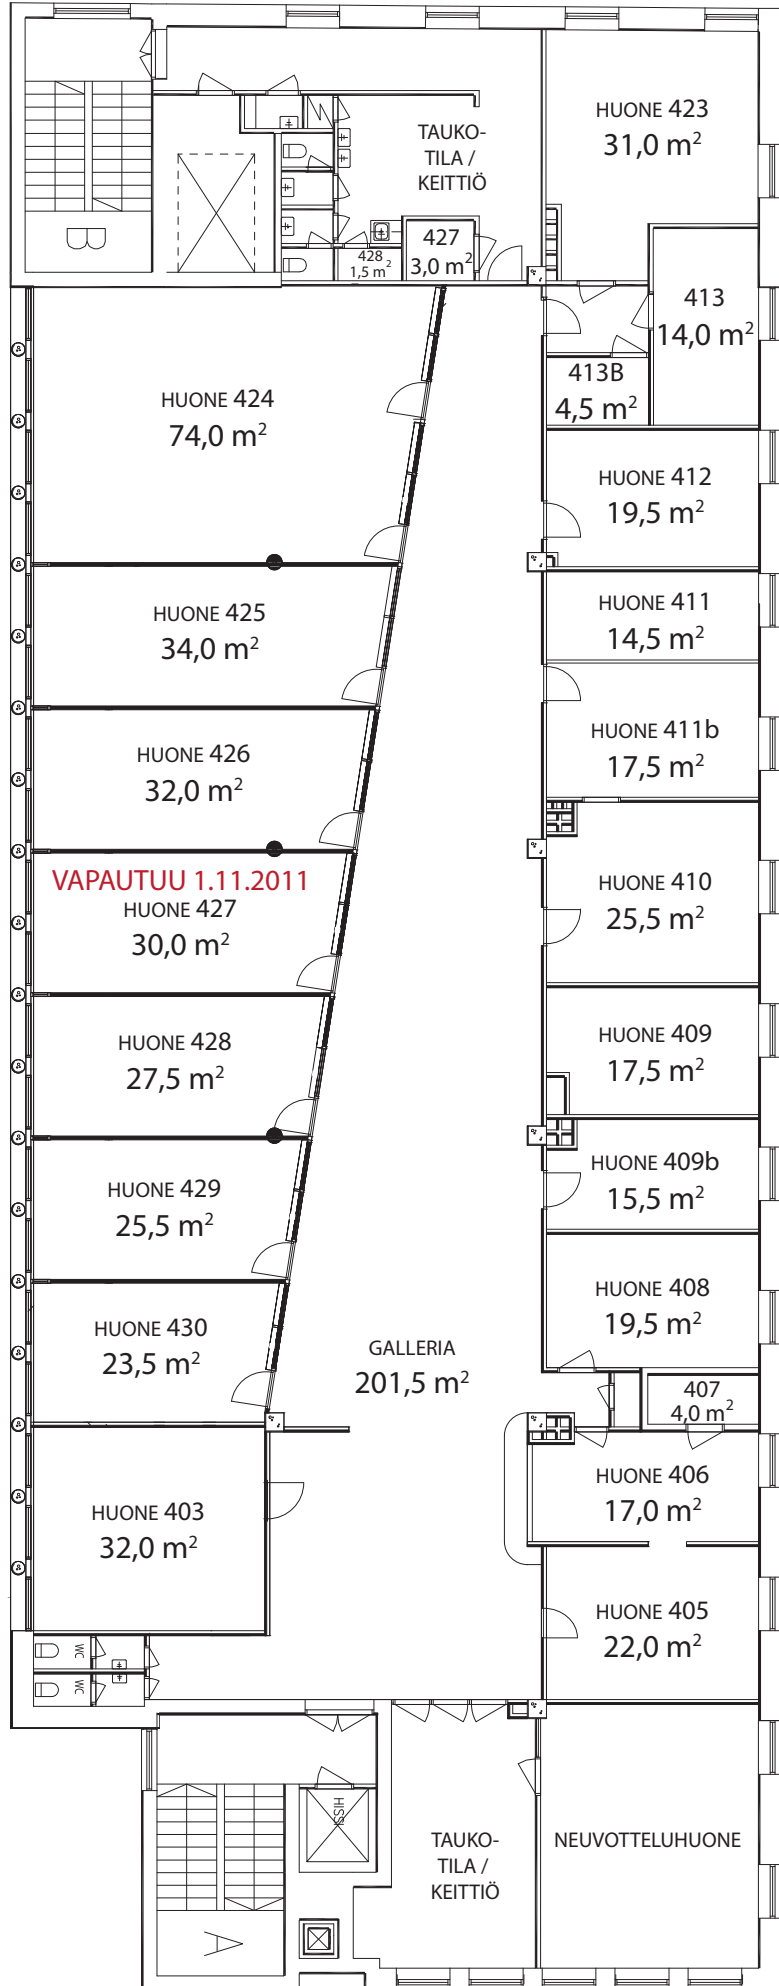 HUONE 423
31,0 m²
TAUKO-
TILA /
KEITTIÖ
B
427
3,0 m²
428
1,5 m²
413
14,0 m²
413B
4,5 m²
HUONE 424
74,0 m²
HUONE 412
19,5 m²
HUONE 425
34,0 m²
HUONE 411
14,5 m²
HUONE 426
32,0 m²
HUONE 411b
17,5 m²
VAPAUTUU 1.11.2011
HUONE 427
30,0 m²
HUONE 410
25,5 m²
HUONE 428
27,5 m²
HUONE 409
17,5 m²
HUONE 429
25,5 m²
HUONE 409b
15,5 m²
HUONE 430
23,5 m²
HUONE 408
19,5 m²
GALLERIA
201,5 m²
407
4,0 m²
HUONE 406
17,0 m²
HUONE 403
32,0 m²
HUONE 405
22,0 m²
WC
WC
HISSI
TAUKO-
TILA /
KEITTIÖ
NEUVOTTELUHUONE
A